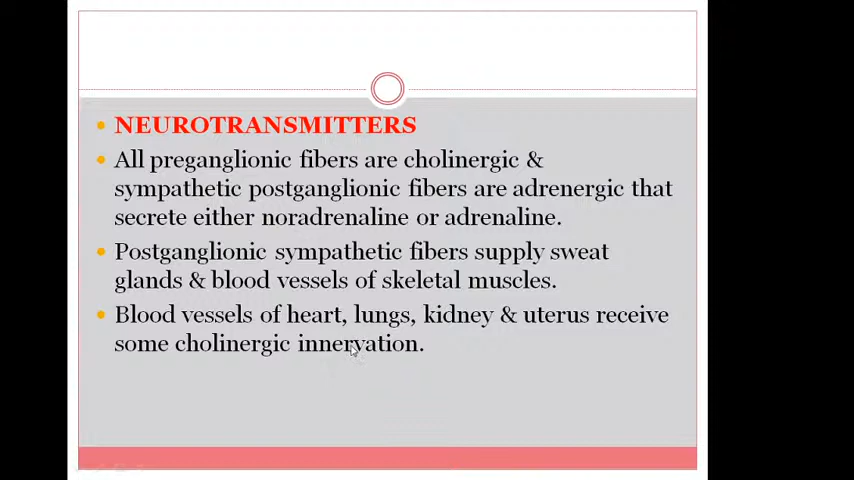 NEUROTRANSMITTERS
All preganglionic fibers are cholinergic &
sympathetic postganglionic fibers are adrenergic that
secrete either noradrenaline or adrenaline.
Postganglionic sympathetic fibers supply sweat
glands & blood vessels of skeletal muscles.
Blood vessels of heart, lungs, kidney & uterus receive
some cholinergic innervation.